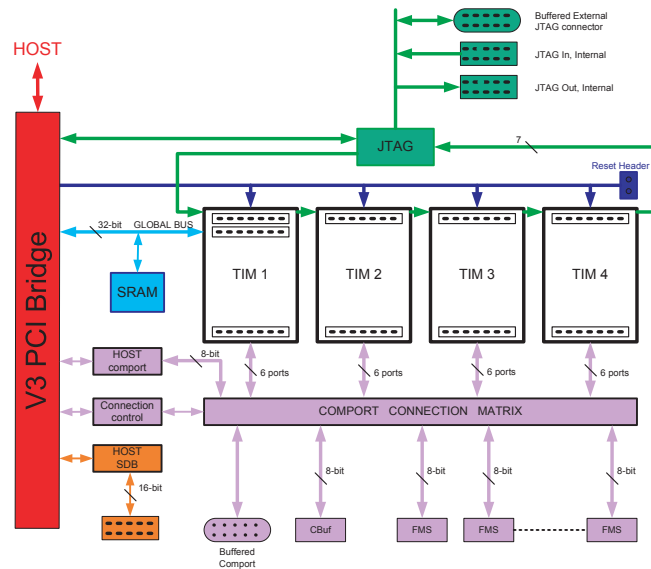 Buffered External
JTAG connector
HOST
JTAG In, Internal
JTAG Out, Internal
JTAG
7
Reset Header
32-bit
GLOBAL BUS
TIM 1
TIM 2
TIM 3
TIM 4
SRAM
V3 PCI Bridge
HOST
comport
8-bit
6 ports
6 ports
6 ports
6 ports
Connection
control
COMPORT CONNECTION MATRIX
HOST
SDB
16-bit
8-bit
8-bit
8-bit
8-bit
Buffered
Comport
CBuf
FMS
FMS
FMS